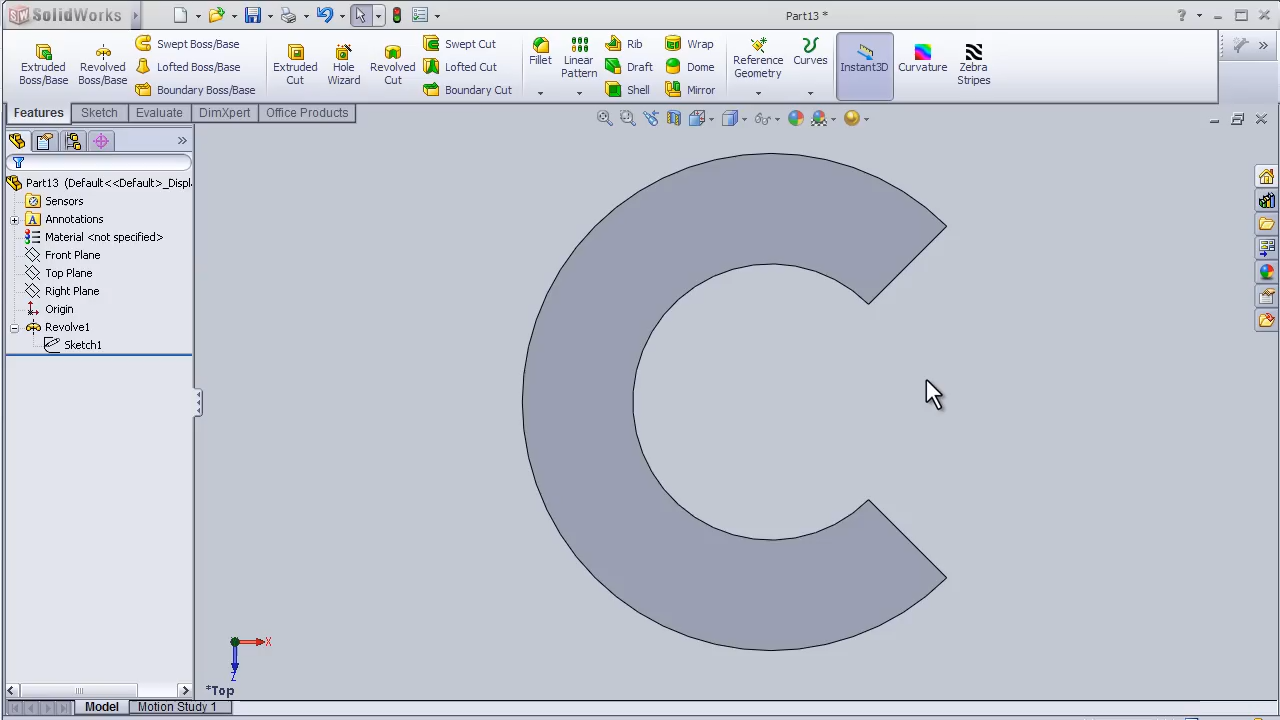 SolidWorks
Part13 *
?
Extruded Boss/Base
Revolved Boss/Base
Swept Boss/Base
Lofted Boss/Base
Boundary Boss/Base
Extruded Cut
Hole Wizard
Revolved Cut
Swept Cut
Lofted Cut
Boundary Cut
Fillet
Linear Pattern
Rib
Draft
Shell
Wrap
Dome
Mirror
Reference Geometry
Curves
Instant3D
Curvature
Zebra Stripes
Features
Sketch
Evaluate
DimXpert
Office Products
Part13 (Default<<Default>_Displ
Sensors
Annotations
Material <not specified>
Front Plane
Top Plane
Right Plane
Origin
Revolve1
Sketch1
X
Z
*Top
Model
Motion Study 1